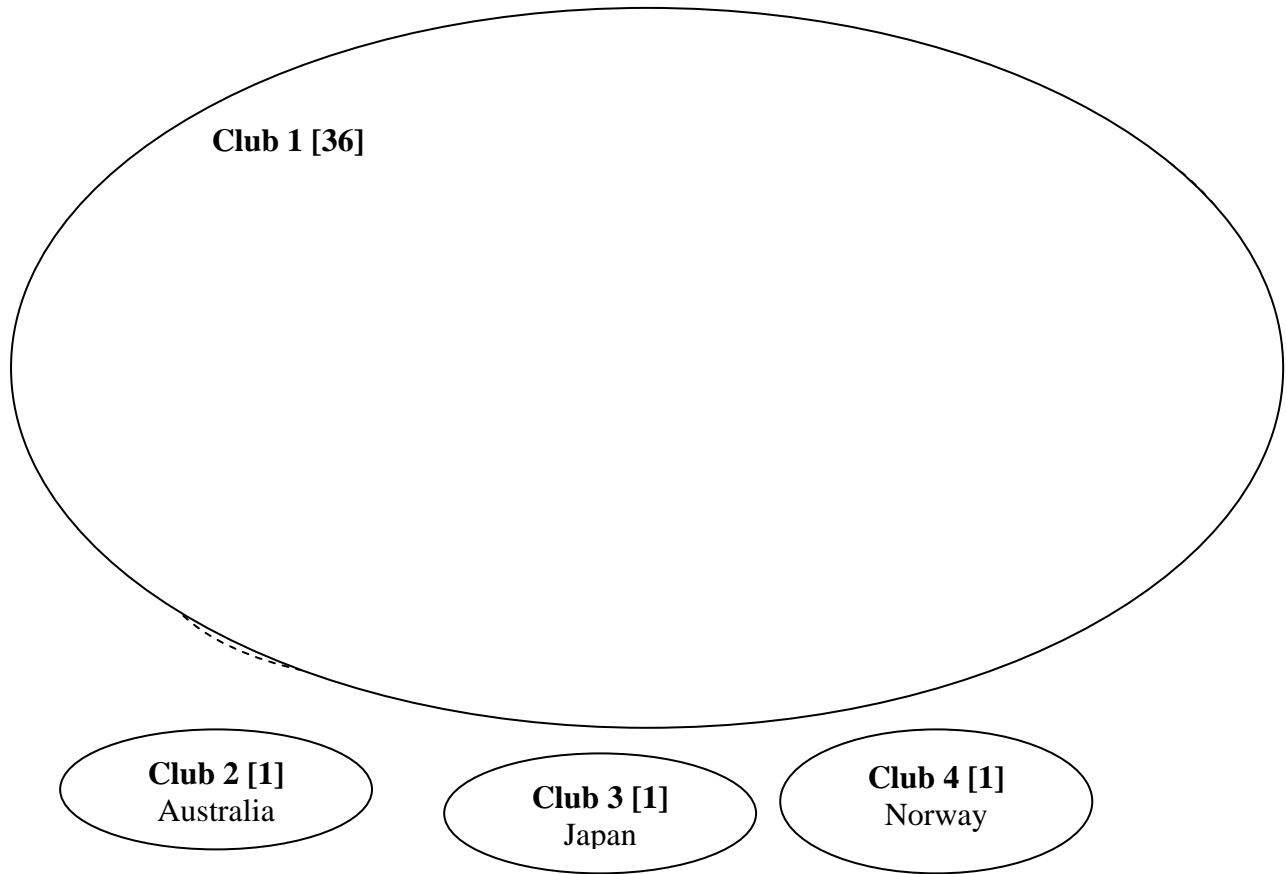 Club 1 [36]
Club 2 [1]
Australia
Club 3 [1]
Japan
Club 4 [1]
Norway